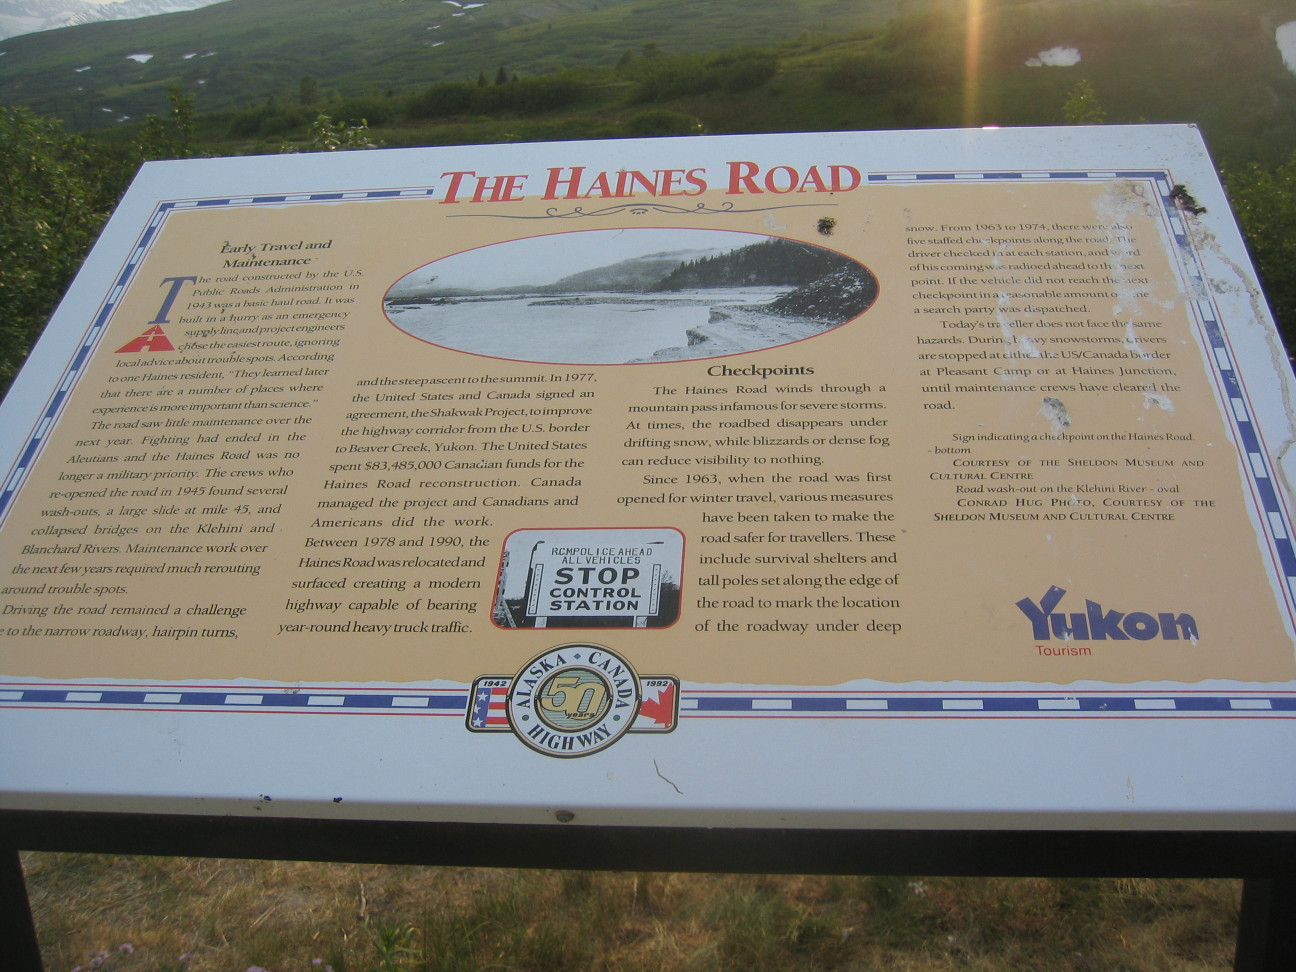 THE HAINES ROAD
Early Travel and
Maintenance
The road constructed by the U.S.
Public Roads Administration in
1943 was a basic haul road. It was
built in a hurry as an emergency
supply line, and project engineers
chose the easiest route, ignoring
local advice about trouble spots. According
to one Haines resident, "They learned later
that there are a number of places where
experience is more important than science."
The road saw little maintenance over the
next year. Fighting had ended in the
Aleutians and the Haines Road was no
longer a military priority. The crews who
re-opened the road in 1945 found several
wash-outs, a large slide at mile 45, and
collapsed bridges on the Klehini and
Blanchard Rivers. Maintenance work over
the next few years required much rerouting
around trouble spots.
Driving the road remained a challenge
to the narrow roadway, hairpin turns,
and the steep ascent to the summit. In 1977,
the United States and Canada signed an
agreement, the Shakwak Project, to improve
the highway corridor from the U.S. border
to Beaver Creek, Yukon. The United States
spent $83,485,000 Canadian funds for the
Haines Road reconstruction. Canada
managed the project and Canadians and
Americans did the work.
Between 1978 and 1990, the
Haines Road was relocated and
surfaced creating a modern
highway capable of bearing
year-round heavy truck traffic.
RCMPOLICE AHEAD
ALL VEHICLES
STOP
CONTROL
STATION
Checkpoints
The Haines Road winds through a
mountain pass infamous for severe storms.
At times, the roadbed disappears under
drifting snow, while blizzards or dense fog
can reduce visibility to nothing.
Since 1963, when the road was first
opened for winter travel, various measures
have been taken to make the
road safer for travellers. These
include survival shelters and
tall poles set along the edge of
the road to mark the location
of the roadway under deep
snow. From 1963 to 1974, there were also
five staffed checkpoints along the road. The
driver checked in at each station, and word
of his coming was radioed ahead to the next
point. If the vehicle did not reach the next
checkpoint in a reasonable amount of time
a search party was dispatched.
Today's traveller does not face the same
hazards. During heavy snowstorms, drivers
are stopped at either the US/Canada border
at Pleasant Camp or at Haines Junction,
until maintenance crews have cleared the
road.
Sign indicating a checkpoint on the Haines Road
- bottom
COURTESY OF THE SHELDON MUSEUM AND
CULTURAL CENTRE
Road wash-out on the Klehini River - oval
CONRAD HUG PHOTO, COURTESY OF THE
SHELDON MUSEUM AND CULTURAL CENTRE
Yukon
Tourism
1942
ALASKA • CANADA
1992
50
years
HIGHWAY